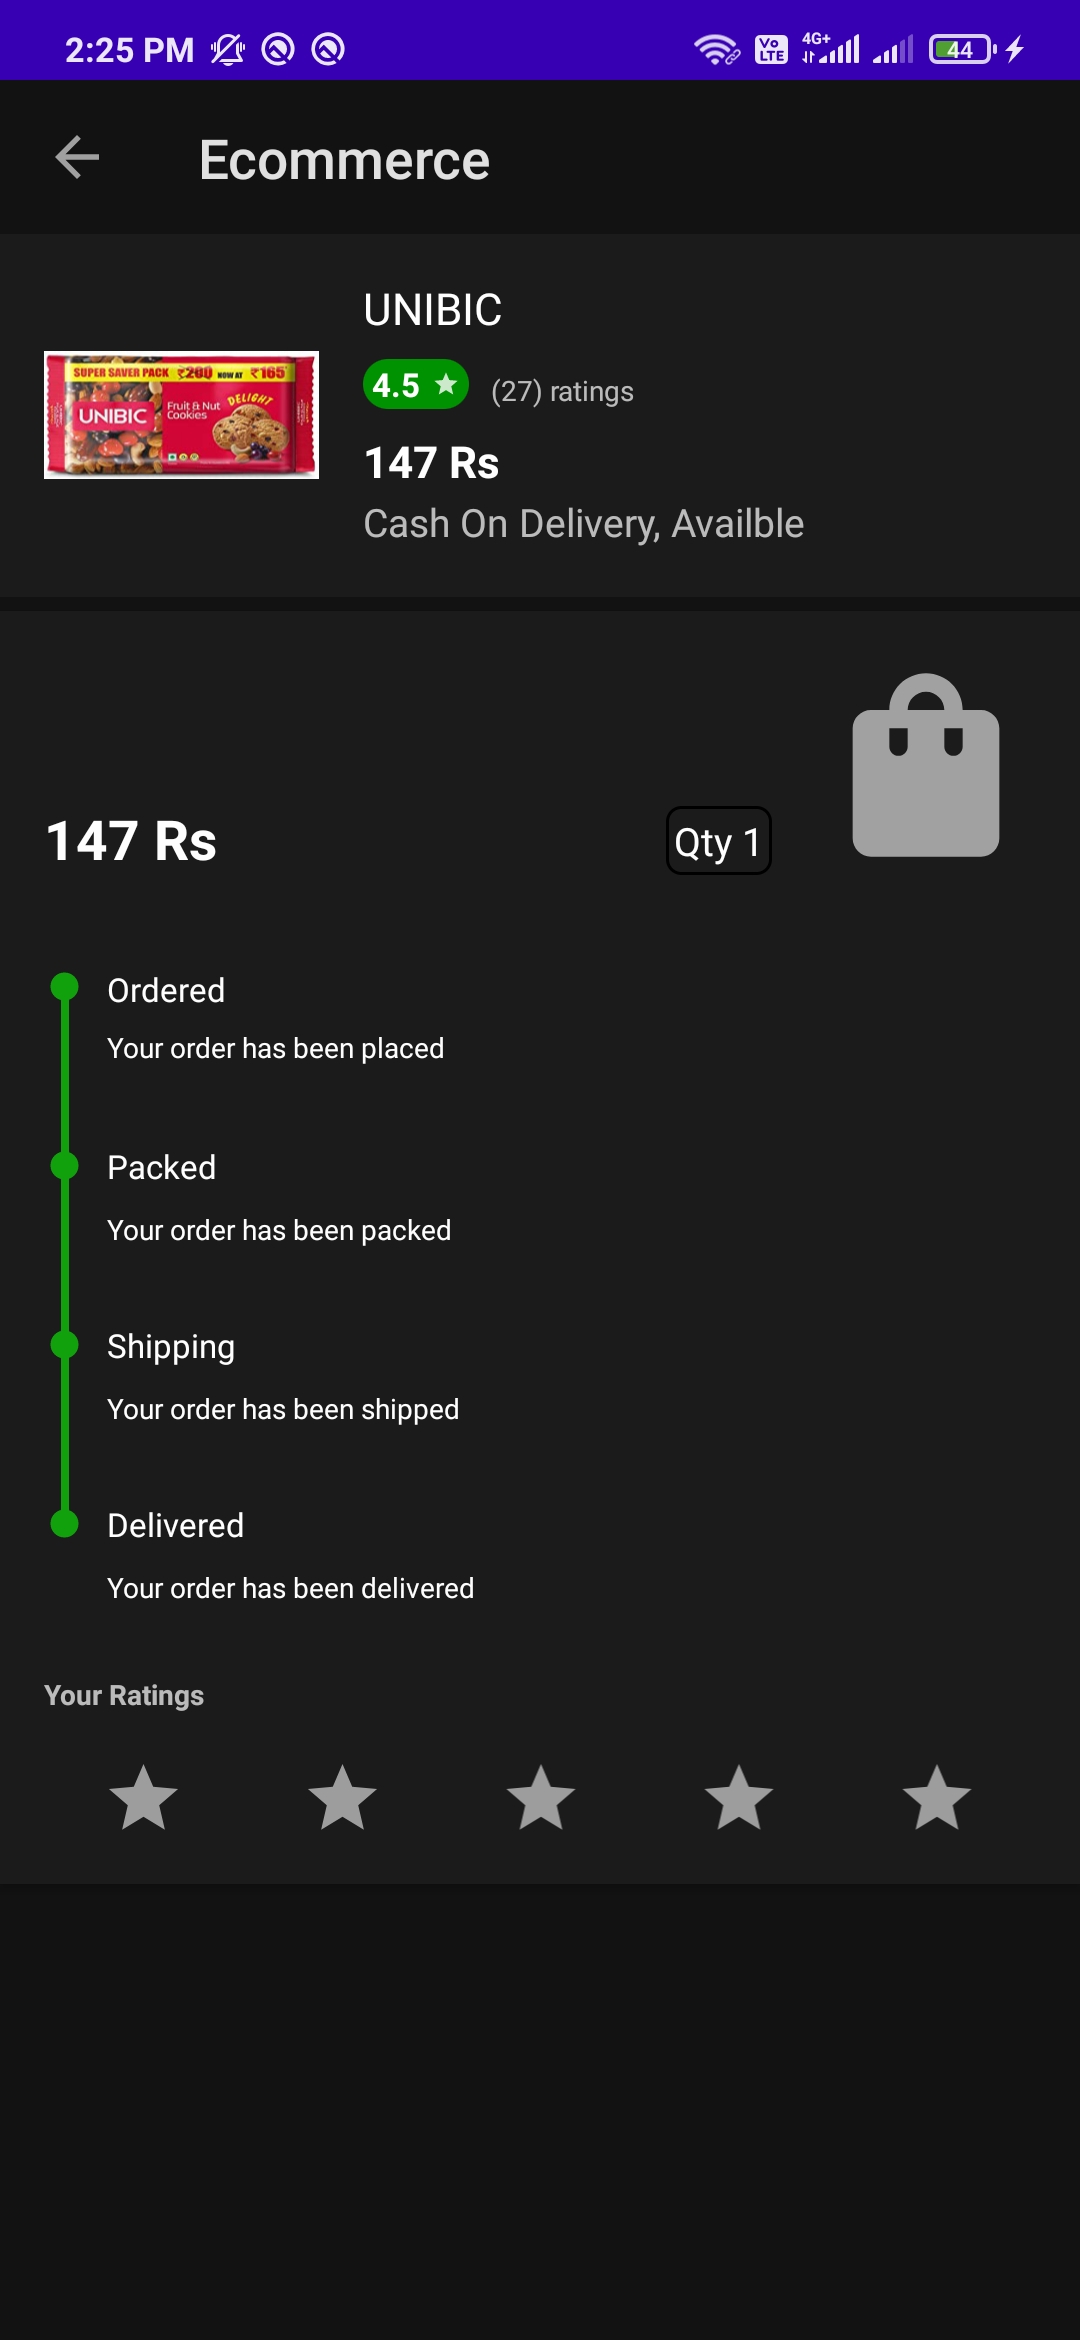 2:25 PM
Vo LTE
4G+
44
Ecommerce
UNIBIC
SUPER SAVER PACK ₹200 NOW AT ₹165
UNIBIC
Fruit & Nut
Cookies
DELIGHT
4.5
(27) ratings
147 Rs
Cash On Delivery, Availble
147 Rs
Qty 1
Ordered
Your order has been placed
Packed
Your order has been packed
Shipping
Your order has been shipped
Delivered
Your order has been delivered
Your Ratings